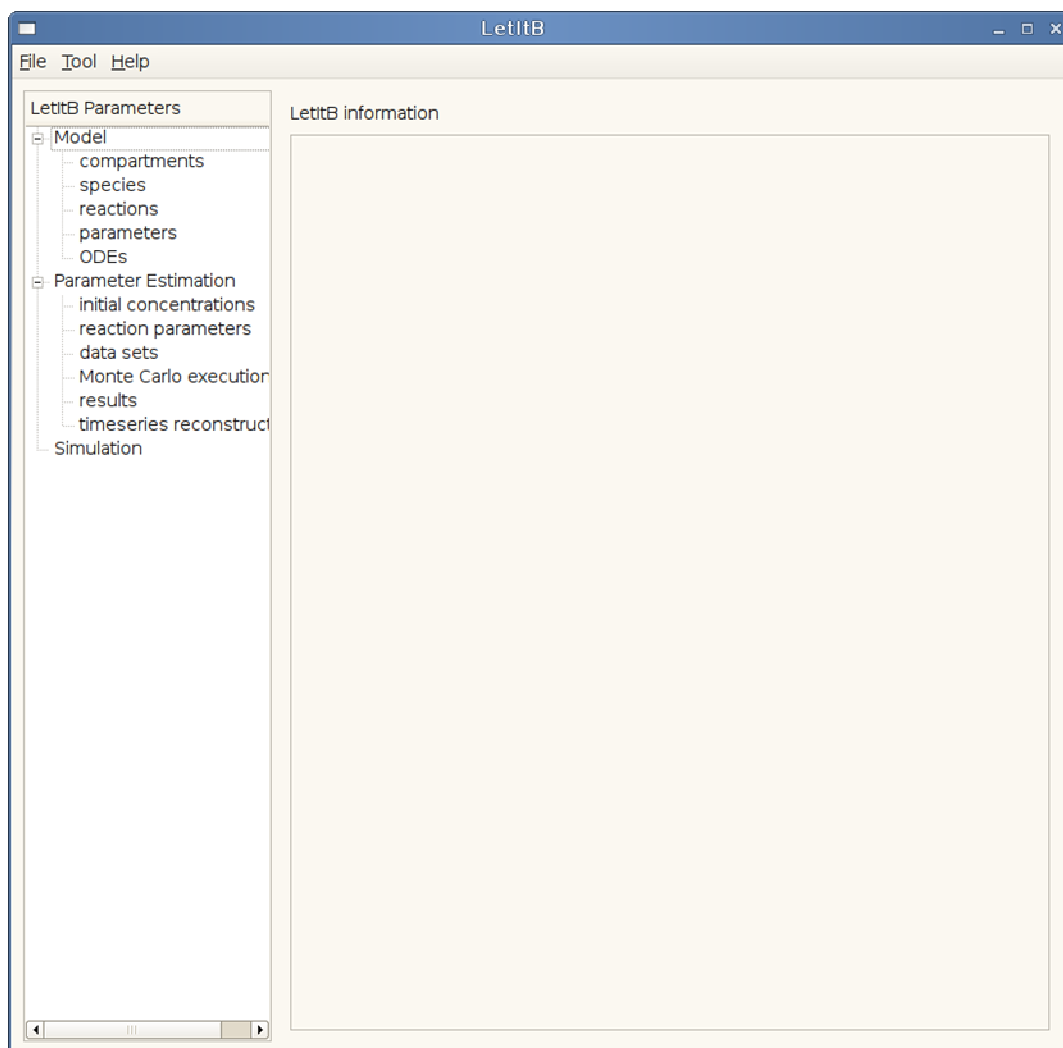 LetItB
File Tool Help
LetItB Parameters
LetItB information
Model
compartments
species
reactions
parameters
ODEs
Parameter Estimation
initial concentrations
reaction parameters
data sets
Monte Carlo execution
results
timeseries reconstruct
Simulation